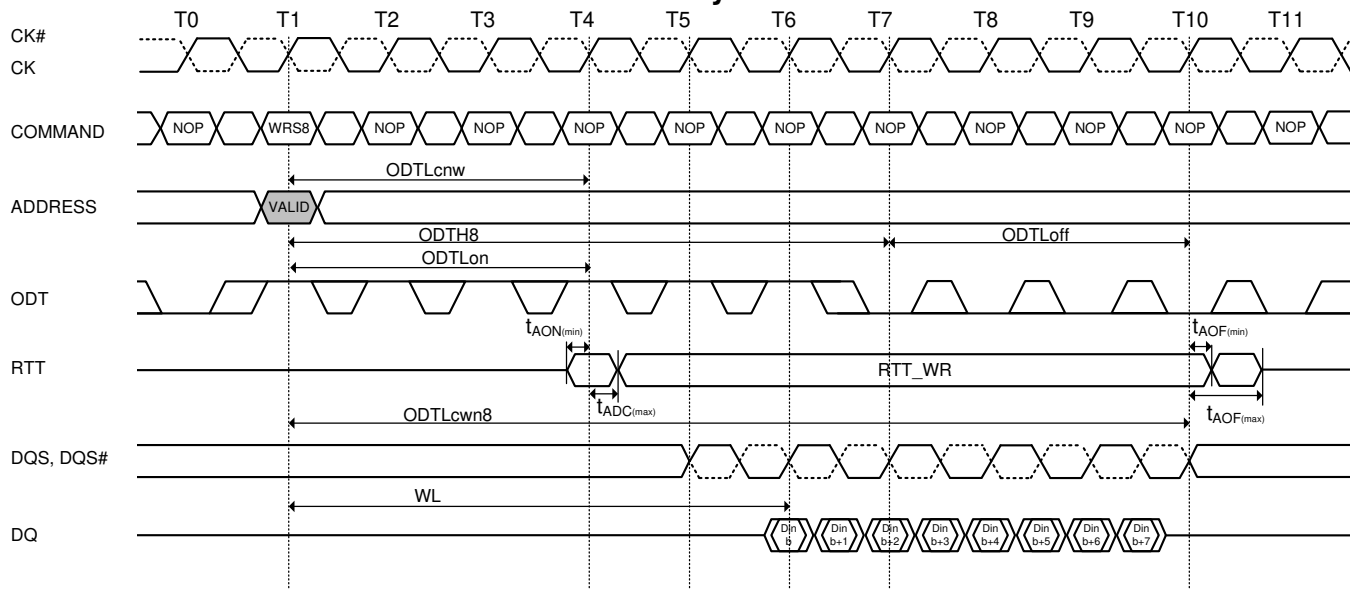 T0 T1 T2 T3 T4 T5 T6 T7 T8 T9 T10 T11
CK#
CK
COMMAND NOP WRS8 NOP NOP NOP NOP NOP NOP NOP NOP NOP NOP
ODTLcnw
ADDRESS VALID
ODTH8 ODTLoff
ODTLon
ODT
tAON(min) tAOF(min)
RTT RTT_WR
tADC(max) tAOF(max)
ODTLcwn8
DQS, DQS#
WL
DQ Din b Din b+1 Din b+2 Din b+3 Din b+4 Din b+5 Din b+6 Din b+7